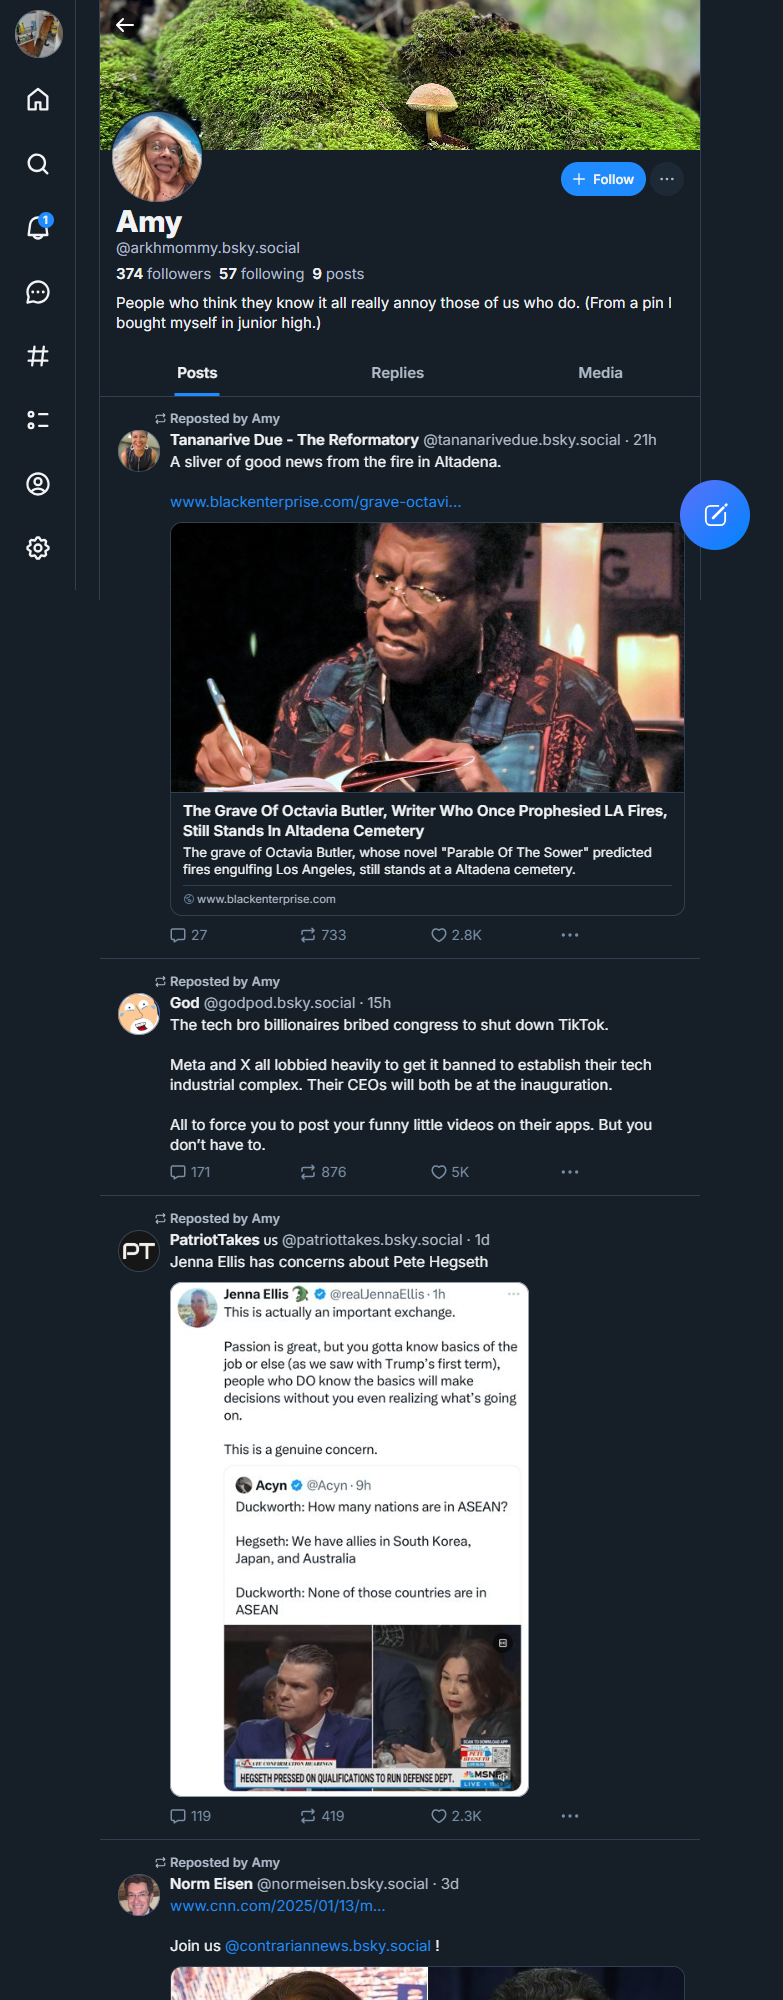 1
+ Follow
Amy
@arkhmommy.bsky.social
374 followers 57 following 9 posts
People who think they know it all really annoy those of us who do. (From a pin I
bought myself in junior high.)
Posts Replies Media
Reposted by Amy
Tananarive Due - The Reformatory @tananarivedue.bsky.social · 21h
A sliver of good news from the fire in Altadena.
www.blackenterprise.com/grave-octavi...
G
The Grave Of Octavia Butler, Writer Who Once Prophesied LA Fires,
Still Stands In Altadena Cemetery
The grave of Octavia Butler, whose novel "Parable Of The Sower" predicted
fires engulfing Los Angeles, still stands at a Altadena cemetery.
www.blackenterprise.com
27 733 2.8K
Reposted by Amy
God @godpod.bsky.social · 15h
The tech bro billionaires bribed congress to shut down TikTok.
Meta and X all lobbied heavily to get it banned to establish their tech
industrial complex. Their CEOs will both be at the inauguration.
All to force you to post your funny little videos on their apps. But you
don't have to.
171 876 5K
Reposted by Amy
PT
PatriotTakes us @patriottakes.bsky.social · 1d
Jenna Ellis has concerns about Pete Hegseth
Jenna Ellis @realJennaEllis · 1h
This is actually an important exchange.
Passion is great, but you gotta know basics of the
job or else (as we saw with Trump's first term),
people who DO know the basics will make
decisions without you even realizing what's going
on.
This is a genuine concern.
Acyn @Acyn · 9h
Duckworth: How many nations are in ASEAN?
Hegseth: We have allies in South Korea,
Japan, and Australia
Duckworth: None of those countries are in
ASEAN
SCAN TO DOWNLOAD APP
PETE HEGSETH
CONFIRMATION HEARINGS
HEGSETH PRESSED ON QUALIFICATIONS TO RUN DEFENSE DEPT.
MSNBC
LIVE
119 419 2.3K
Reposted by Amy
Norm Eisen @normeisen.bsky.social · 3d
www.cnn.com/2025/01/13/m...
Join us @contrariannews.bsky.social !